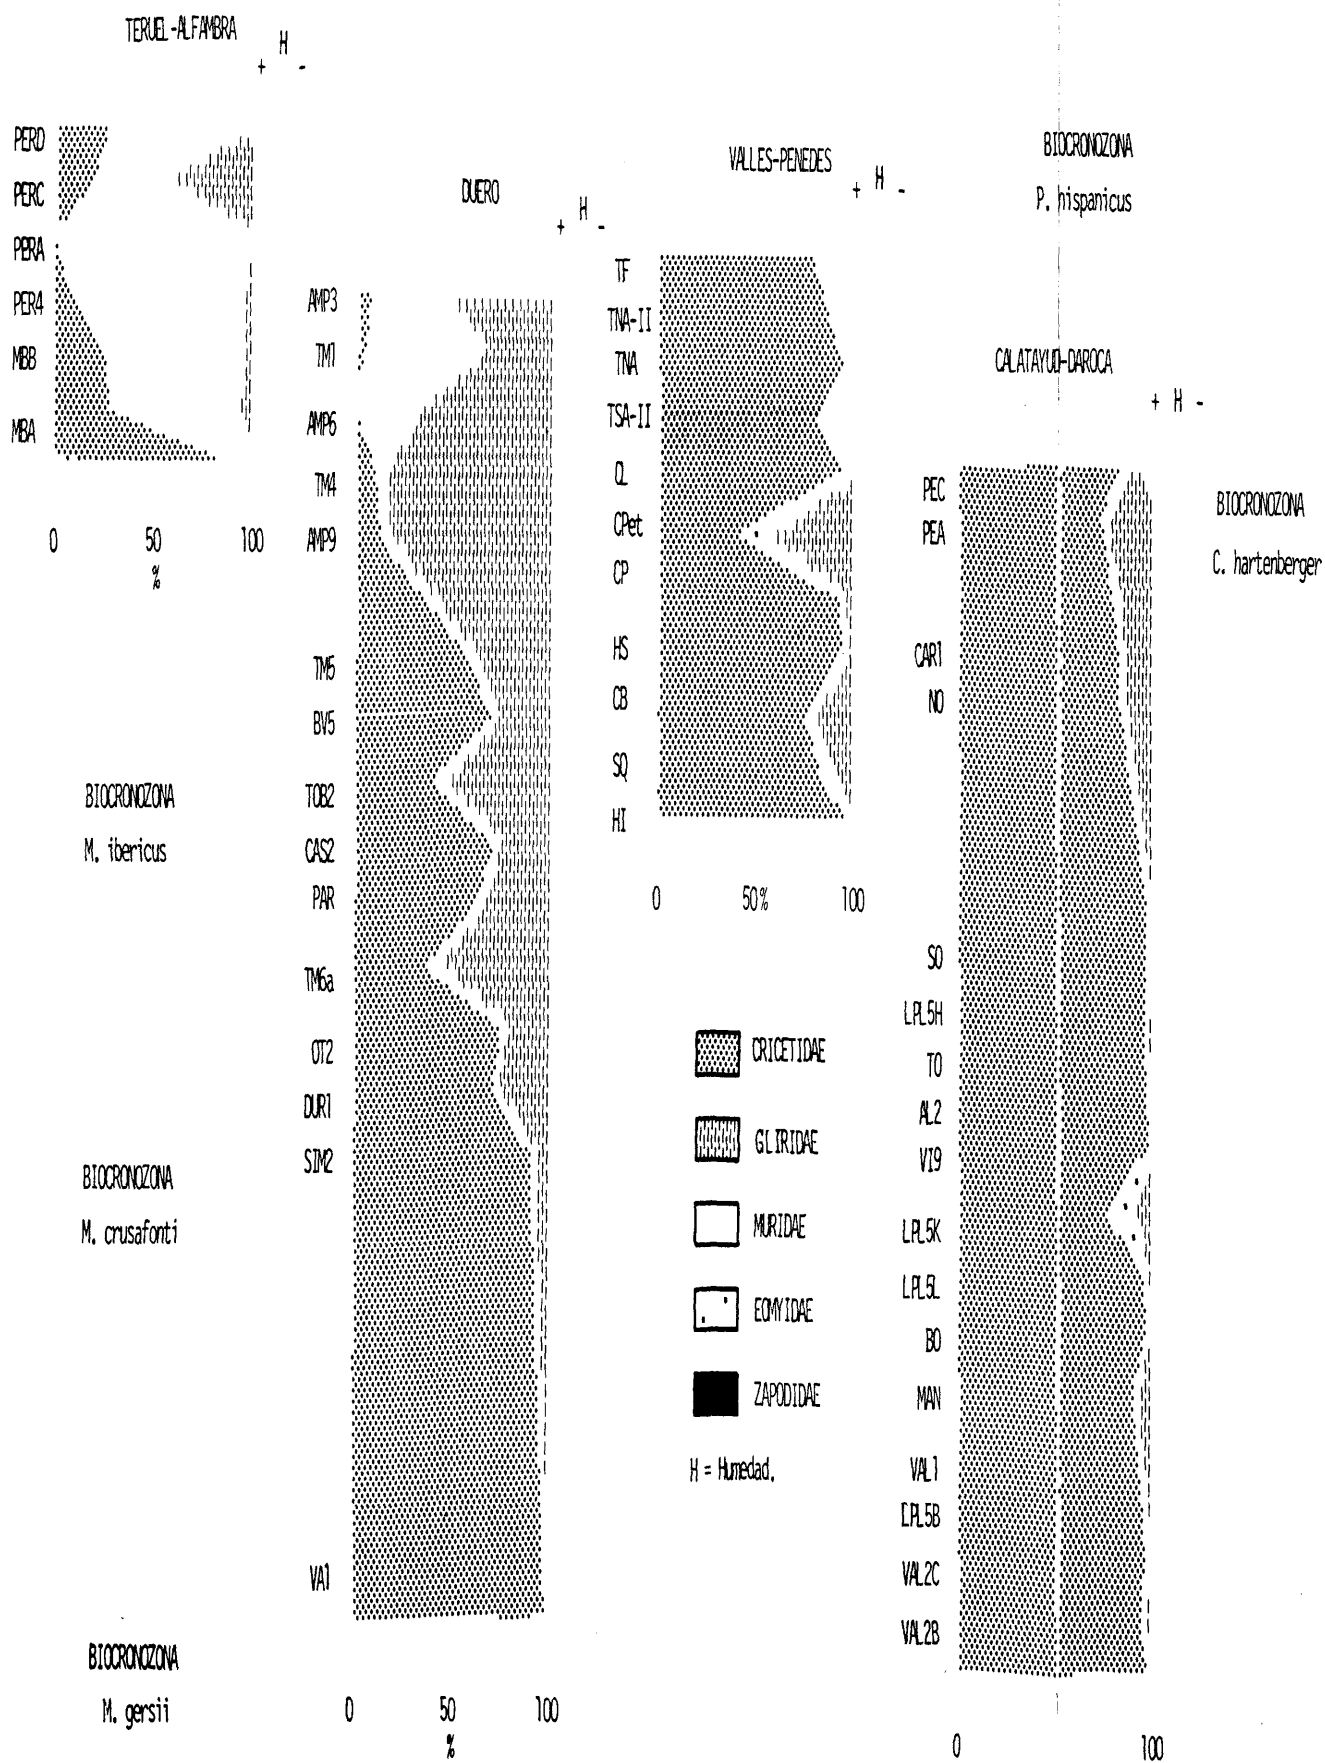 TERUEL-ALFAMBRA
+ H -
PERD
PERC
PERA
PER4
MBB
MBA
0 50 100
%
BIOCRONOZONA
M. ibericus
BIOCRONOZONA
M. crusafonti
BIOCRONOZONA
M. gersii
DUERO
+ H -
AMP3
TM1
AMP6
TM4
AMP9
TM5
BV5
TOB2
CAS2
PAR
TM6a
OT2
DUR1
SIM2
VA1
0 50 100
%
VALLES-PENEDES
+ H -
TF
TNA-II
TNA
TSA-II
CL
CPet
CP
HS
CB
SQ
HI
0 50% 100
CRICETIDAE
GLIRIDAE
MURIDAE
EOMYIDAE
ZAPODIDAE
H = Humedad.
BIOCRONOZONA
P. hispanicus
CALATAYUD-DAROCA
+ H -
PEC
PEA
CAR1
NO
SO
LPL5H
TO
AL2
VI9
LPL5K
LPL5L
BO
MAN
VAL1
LPL5B
VAL2C
VAL2B
0 100
BIOCRONOZONA
C. hartenberger